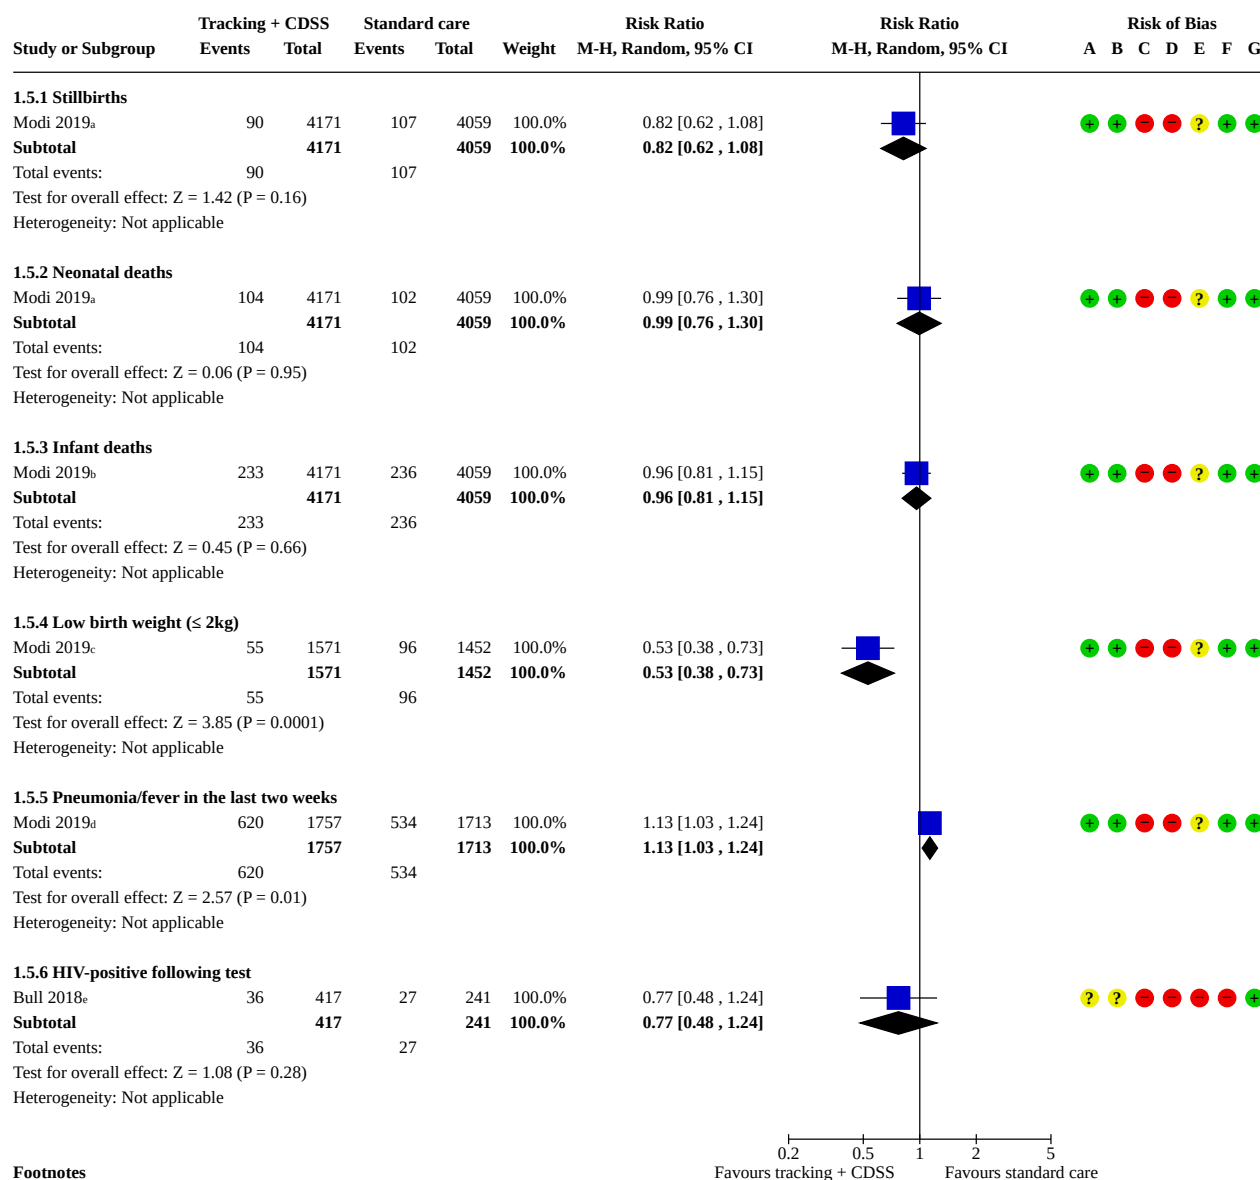 Tracking + CDSS Standard care Risk Ratio Risk Ratio Risk of Bias
Study or Subgroup Events Total Events Total Weight M-H, Random, 95% CI M-H, Random, 95% CI A B C D E F G
1.5.1 Stillbirths
Modi 2019a 90 4171 107 4059 100.0% 0.82 [0.62 , 1.08] + + − − ? + +
Subtotal 4171 4059 100.0% 0.82 [0.62 , 1.08]
Total events: 90 107
Test for overall effect: Z = 1.42 (P = 0.16)
Heterogeneity: Not applicable
1.5.2 Neonatal deaths
Modi 2019a 104 4171 102 4059 100.0% 0.99 [0.76 , 1.30] + + − − ? + +
Subtotal 4171 4059 100.0% 0.99 [0.76 , 1.30]
Total events: 104 102
Test for overall effect: Z = 0.06 (P = 0.95)
Heterogeneity: Not applicable
1.5.3 Infant deaths
Modi 2019b 233 4171 236 4059 100.0% 0.96 [0.81 , 1.15] + + − − ? + +
Subtotal 4171 4059 100.0% 0.96 [0.81 , 1.15]
Total events: 233 236
Test for overall effect: Z = 0.45 (P = 0.66)
Heterogeneity: Not applicable
1.5.4 Low birth weight (≤ 2kg)
Modi 2019c 55 1571 96 1452 100.0% 0.53 [0.38 , 0.73] + + − − ? + +
Subtotal 1571 1452 100.0% 0.53 [0.38 , 0.73]
Total events: 55 96
Test for overall effect: Z = 3.85 (P = 0.0001)
Heterogeneity: Not applicable
1.5.5 Pneumonia/fever in the last two weeks
Modi 2019d 620 1757 534 1713 100.0% 1.13 [1.03 , 1.24] + + − − ? + +
Subtotal 1757 1713 100.0% 1.13 [1.03 , 1.24]
Total events: 620 534
Test for overall effect: Z = 2.57 (P = 0.01)
Heterogeneity: Not applicable
1.5.6 HIV-positive following test
Bull 2018e 36 417 27 241 100.0% 0.77 [0.48 , 1.24] ? ? − − − − +
Subtotal 417 241 100.0% 0.77 [0.48 , 1.24]
Total events: 36 27
Test for overall effect: Z = 1.08 (P = 0.28)
Heterogeneity: Not applicable
0.2 0.5 1 2 5
Footnotes Favours tracking + CDSS Favours standard care